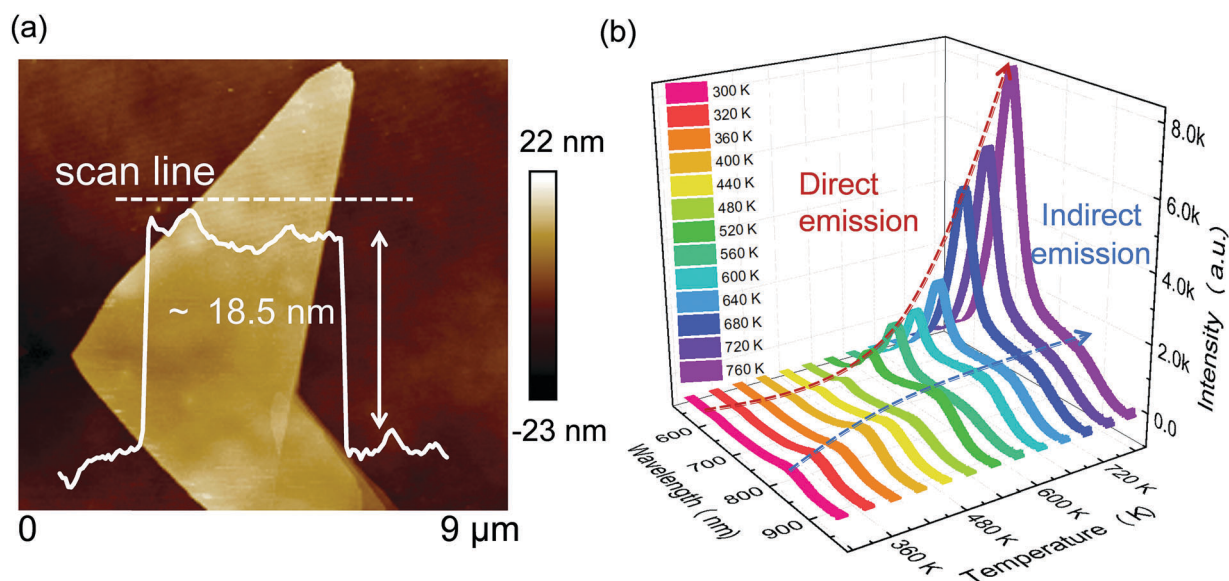 (a)
scan line
~ 18.5 nm
22 nm
-23 nm
0
9 μm
(b)
300 K
320 K
360 K
400 K
440 K
480 K
520 K
560 K
600 K
640 K
680 K
720 K
760 K
Direct
emission
Indirect
emission
8.0k
6.0k
4.0k
2.0k
0.0
Intensity (a.u.)
600
700
800
900
Wavelength (nm)
360 K
480 K
600 K
720 K
Temperature (K)